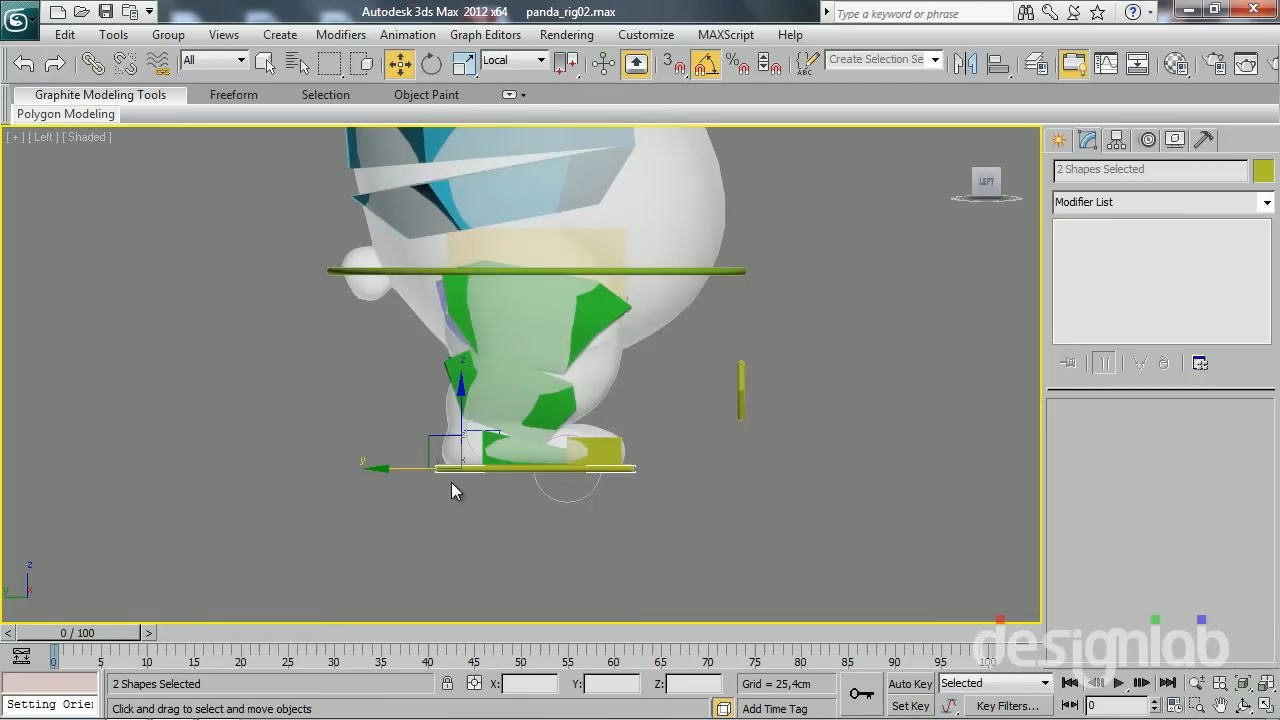 Autodesk 3ds Max 2012 x64 panda_rig02.max
Type a keyword or phrase
Edit Tools Group Views Create Modifiers Animation Graph Editors Rendering Customize MAXScript Help
All Local 3 Create Selection Se
Graphite Modeling Tools Freeform Selection Object Paint
Polygon Modeling
[ + ] [ Left ] [ Shaded ]
LEFT
2 Shapes Selected
Modifier List
z
y
z
x
z
y
x
0 / 100
designlab
0 5 10 15 20 25 30 35 40 45 50 55 60 65 70 75 80 85 90 95 100
2 Shapes Selected X: Y: Z: Grid = 25,4cm Auto Key Selected
Setting Orie Click and drag to select and move objects Add Time Tag Set Key Key Filters... 0